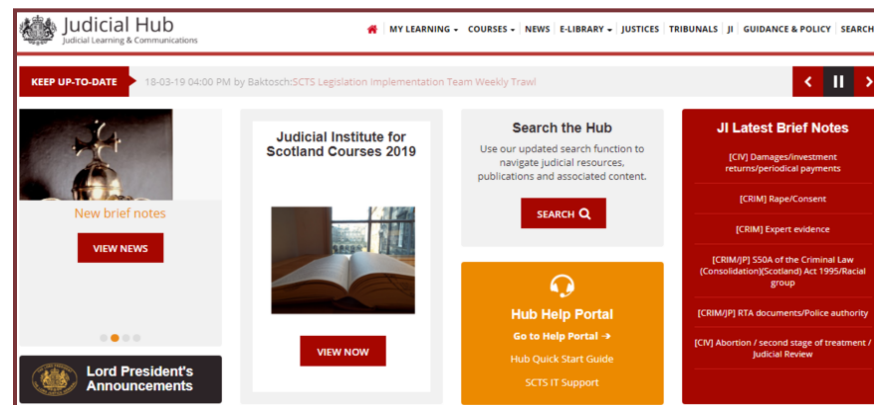 Judicial Hub
Judicial Learning & Communications
MY LEARNING COURSES NEWS E-LIBRARY JUSTICES TRIBUNALS JI GUIDANCE & POLICY SEARCH
KEEP UP-TO-DATE
18-03-19 04:00 PM by Baktosch:SCTS Legislation Implementation Team Weekly Trawl
New brief notes
VIEW NEWS
Lord President's
Announcements
Judicial Institute for
Scotland Courses 2019
VIEW NOW
Search the Hub
Use our updated search function to
navigate judicial resources,
publications and associated content.
SEARCH
Hub Help Portal
Go to Help Portal →
Hub Quick Start Guide
SCTS IT Support
JI Latest Brief Notes
[CIV] Damages/investment
returns/periodical payments
[CRIM] Rape/Consent
[CRIM] Expert evidence
[CRIM/JP] S50A of the Criminal Law
(Consolidation)(Scotland) Act 1995/Racial
group
[CRIM/JP] RTA documents/Police authority
[CIV] Abortion / second stage of treatment /
Judicial Review